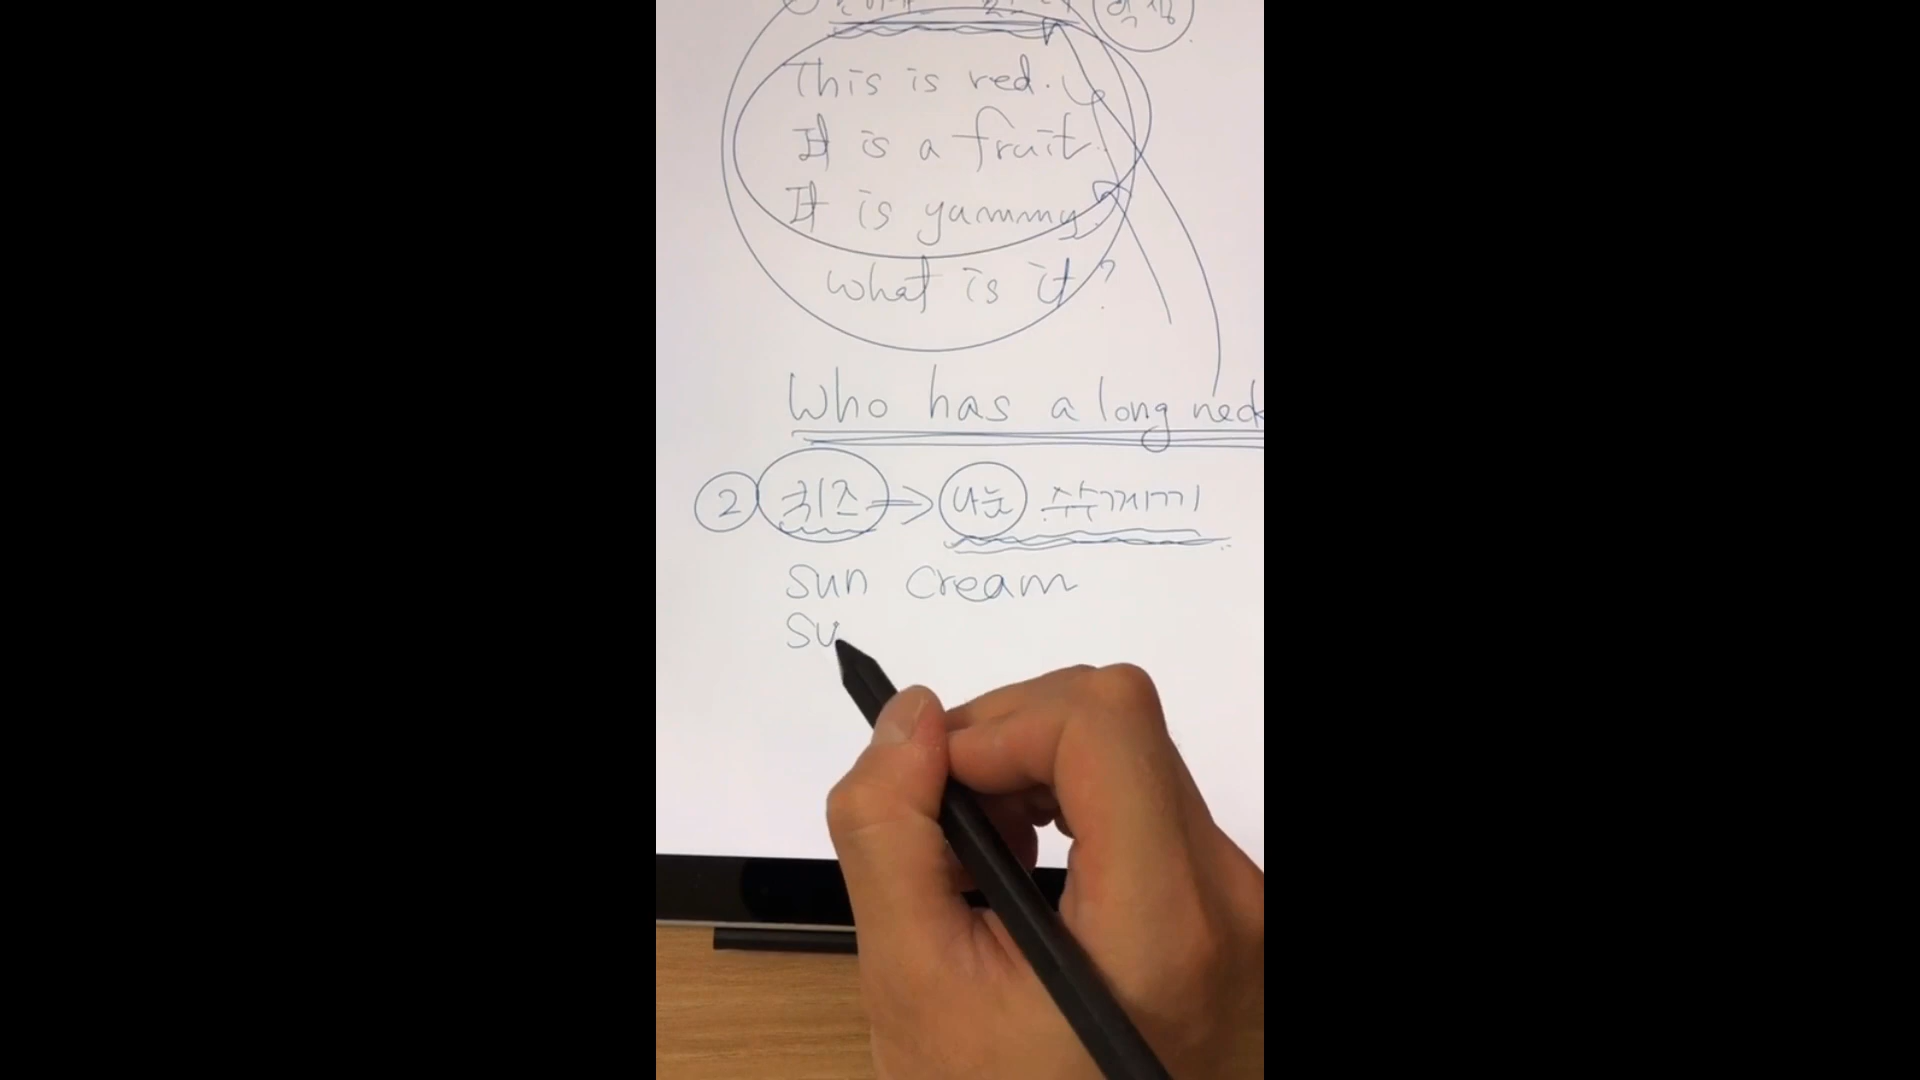 This is red.
It is a fruit.
It is yummy.
what is it?
Who has a long neck
② 퀴즈 → 나는 수수께끼
sun cream
su